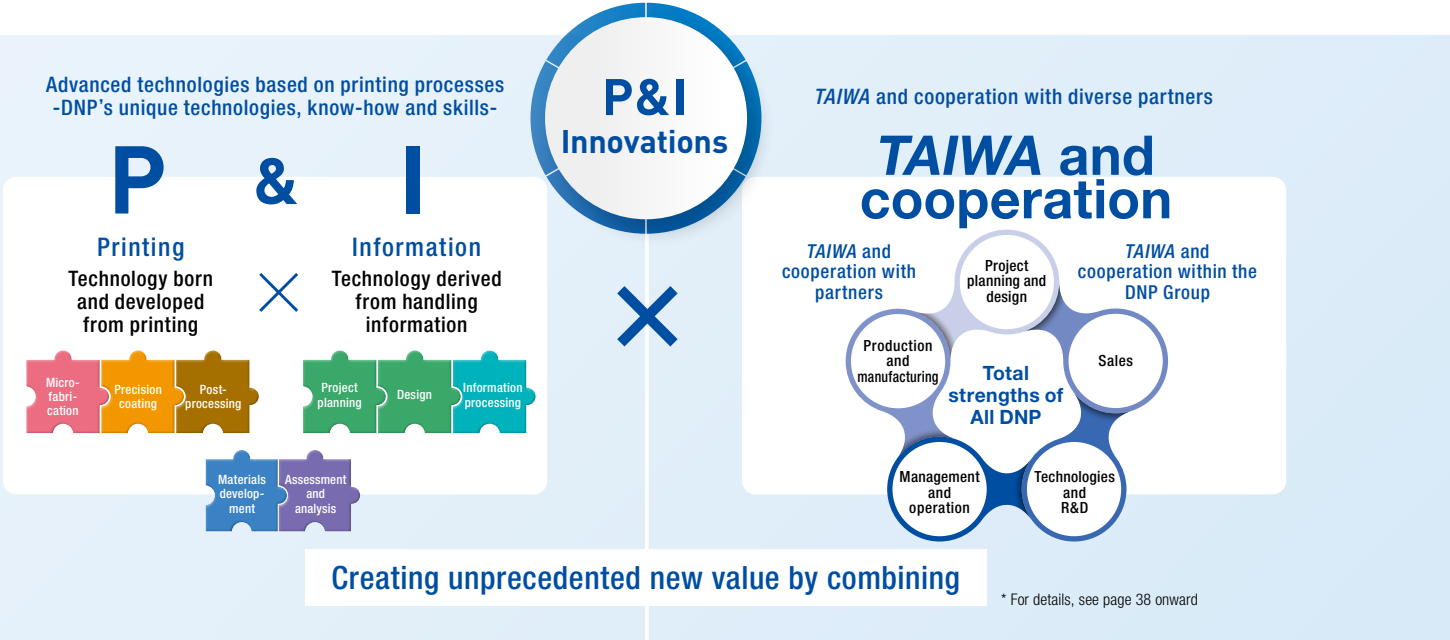 P&I
Innovations
Advanced technologies based on printing processes
-DNP's unique technologies, know-how and skills-
P & I
Printing
Technology born
and developed
from printing
×
Information
Technology derived
from handling
information
Micro-
fabri-
cation
Precision
coating
Post-
processing
Project
planning
Design
Information
processing
Materials
develop-
ment
Assessment
and
analysis
×
TAIWA and cooperation with diverse partners
TAIWA and
cooperation
TAIWA and
cooperation with
partners
TAIWA and
cooperation within the
DNP Group
Project
planning and
design
Production
and
manufacturing
Sales
Total
strengths of
All DNP
Management
and
operation
Technologies
and
R&D
Creating unprecedented new value by combining
* For details, see page 38 onward